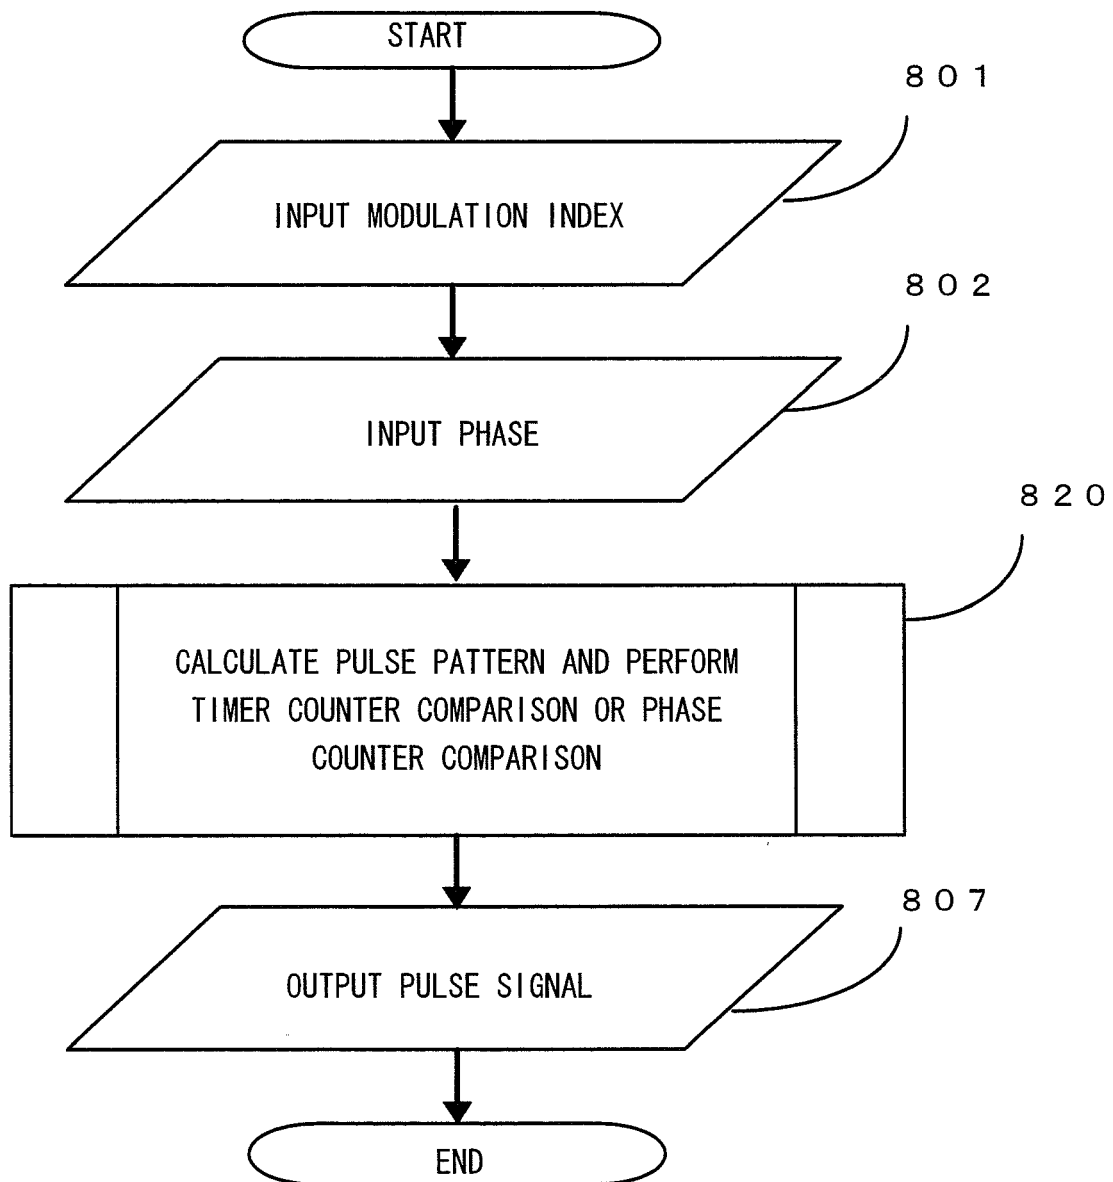 START
８０１
INPUT MODULATION INDEX
８０２
INPUT PHASE
８２０
CALCULATE PULSE PATTERN AND PERFORM
TIMER COUNTER COMPARISON OR PHASE
COUNTER COMPARISON
８０７
OUTPUT PULSE SIGNAL
END